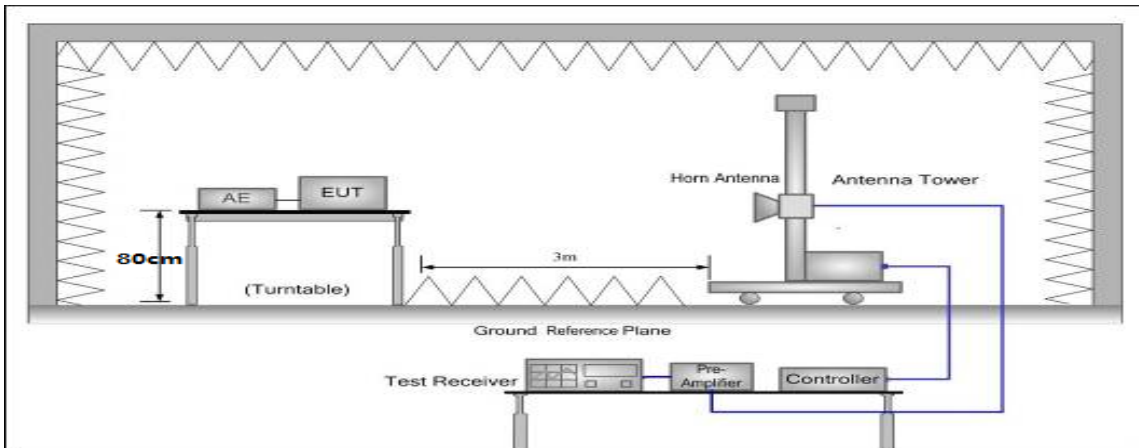 Horn Antenna
Antenna Tower
AE
EUT
80cm
3m
(Turntable)
Ground Reference Plane
Test Receiver
Pre-
Amplifier
Controller